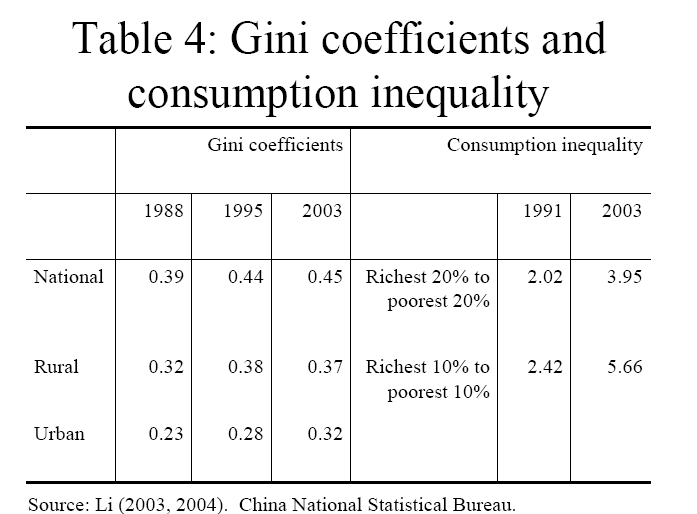 Table 4: Gini coefficients and
consumption inequality
Gini coefficients Consumption inequality
1988 1995 2003 1991 2003
National 0.39 0.44 0.45 Richest 20% to 2.02 3.95
poorest 20%
Rural 0.32 0.38 0.37 Richest 10% to 2.42 5.66
poorest 10%
Urban 0.23 0.28 0.32
Source: Li (2003, 2004).  China National Statistical Bureau.